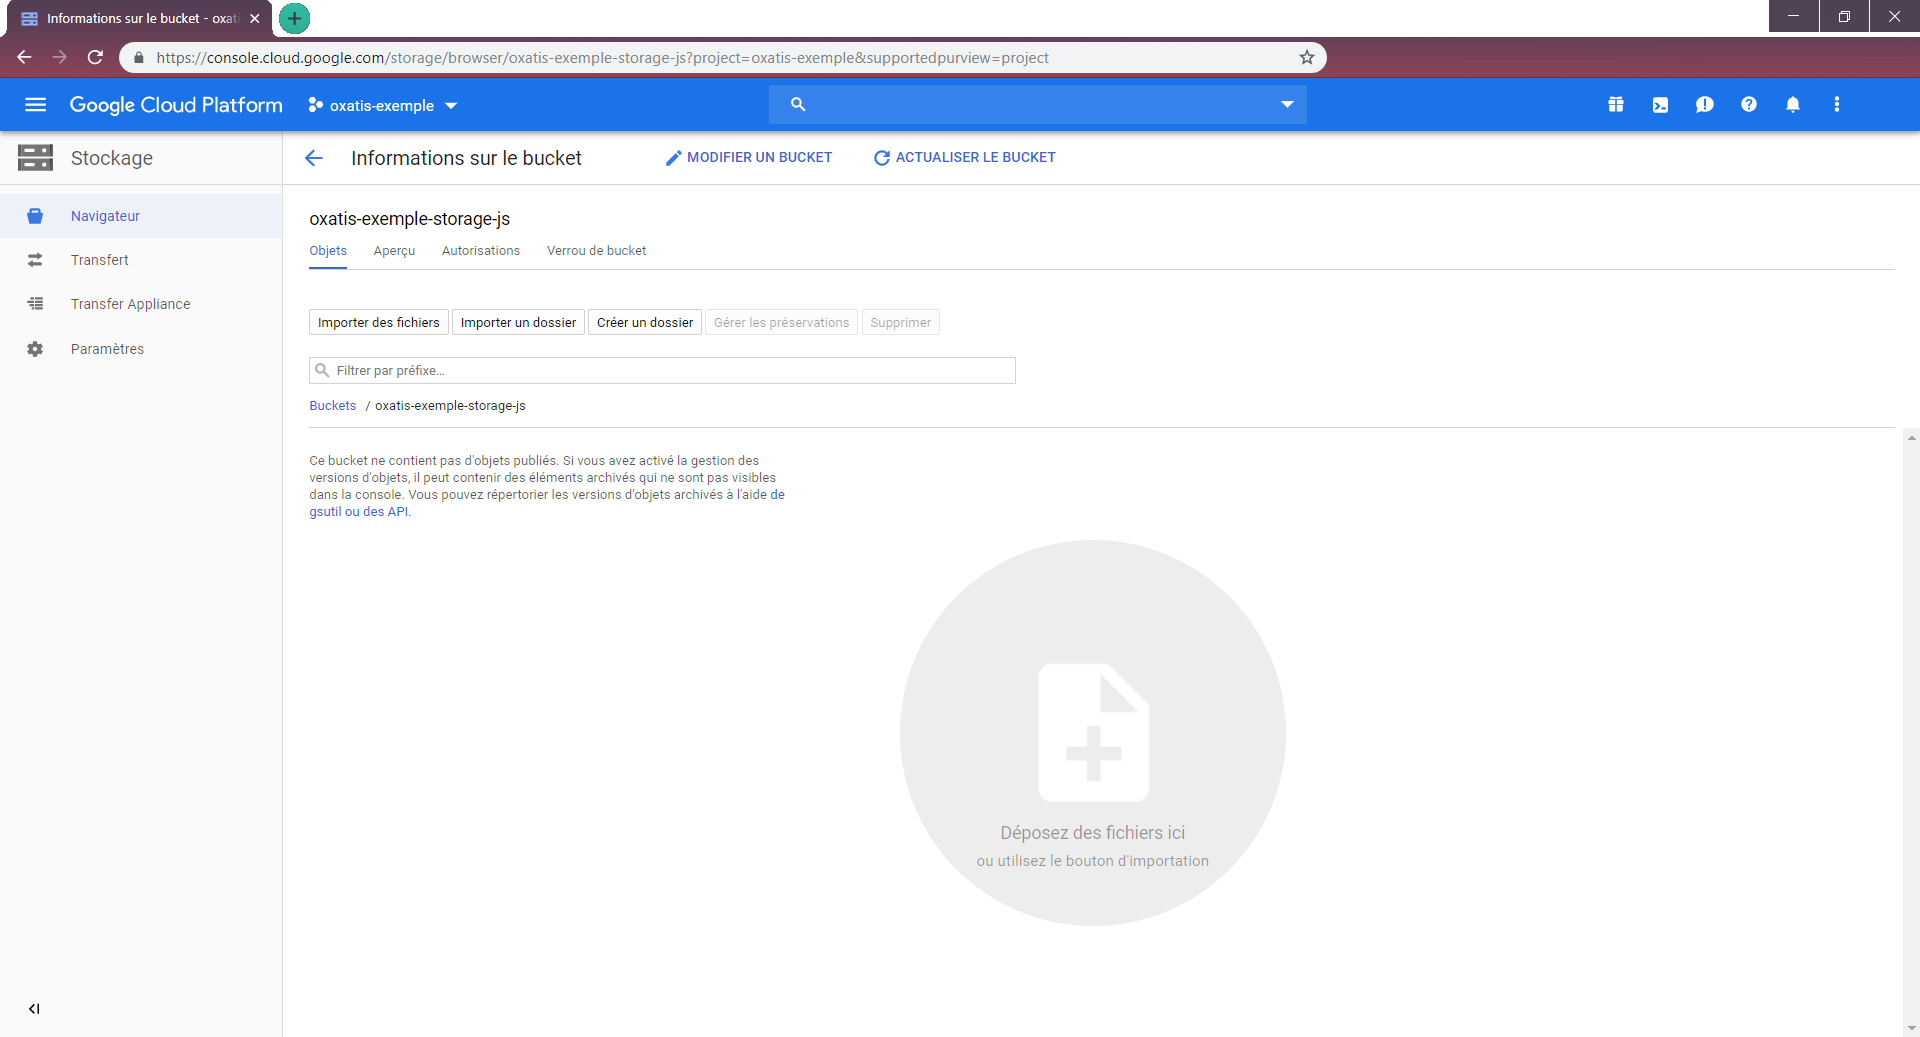 Informations sur le bucket - oxati
https://console.cloud.google.com/storage/browser/oxatis-exemple-storage-js?project=oxatis-exemple&supportedpurview=project
Google Cloud Platform oxatis-exemple
Stockage
Informations sur le bucket MODIFIER UN BUCKET ACTUALISER LE BUCKET
Navigateur
Transfert
Transfer Appliance
Paramètres
oxatis-exemple-storage-js
Objets Aperçu Autorisations Verrou de bucket
Importer des fichiers Importer un dossier Créer un dossier Gérer les préservations Supprimer
Filtrer par préfixe...
Buckets / oxatis-exemple-storage-js
Ce bucket ne contient pas d'objets publiés. Si vous avez activé la gestion des
versions d'objets, il peut contenir des éléments archivés qui ne sont pas visibles
dans la console. Vous pouvez répertorier les versions d'objets archivés à l'aide de
gsutil ou des API.
Déposez des fichiers ici
ou utilisez le bouton d'importation